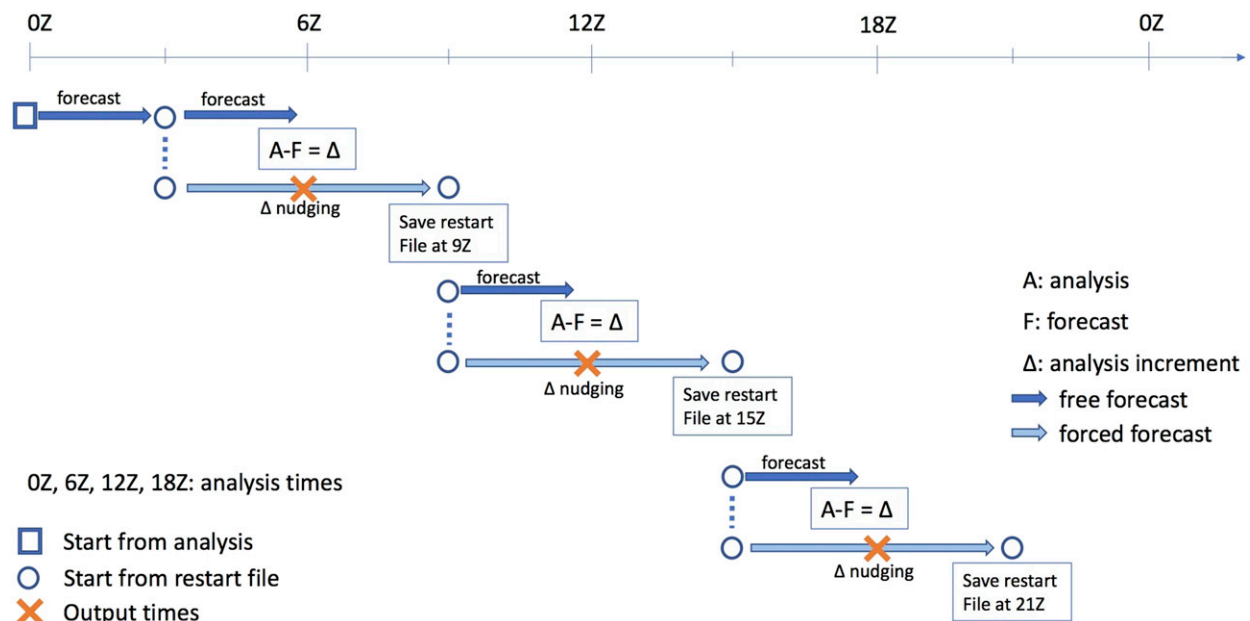 0Z 6Z 12Z 18Z 0Z
forecast forecast
A-F = Δ
Δ nudging
Save restart
File at 9Z
forecast
A-F = Δ
Δ nudging
Save restart
File at 15Z
A: analysis
F: forecast
Δ: analysis increment
free forecast
forced forecast
forecast
A-F = Δ
Δ nudging
Save restart
File at 21Z
0Z, 6Z, 12Z, 18Z: analysis times
Start from analysis
Start from restart file
Output times